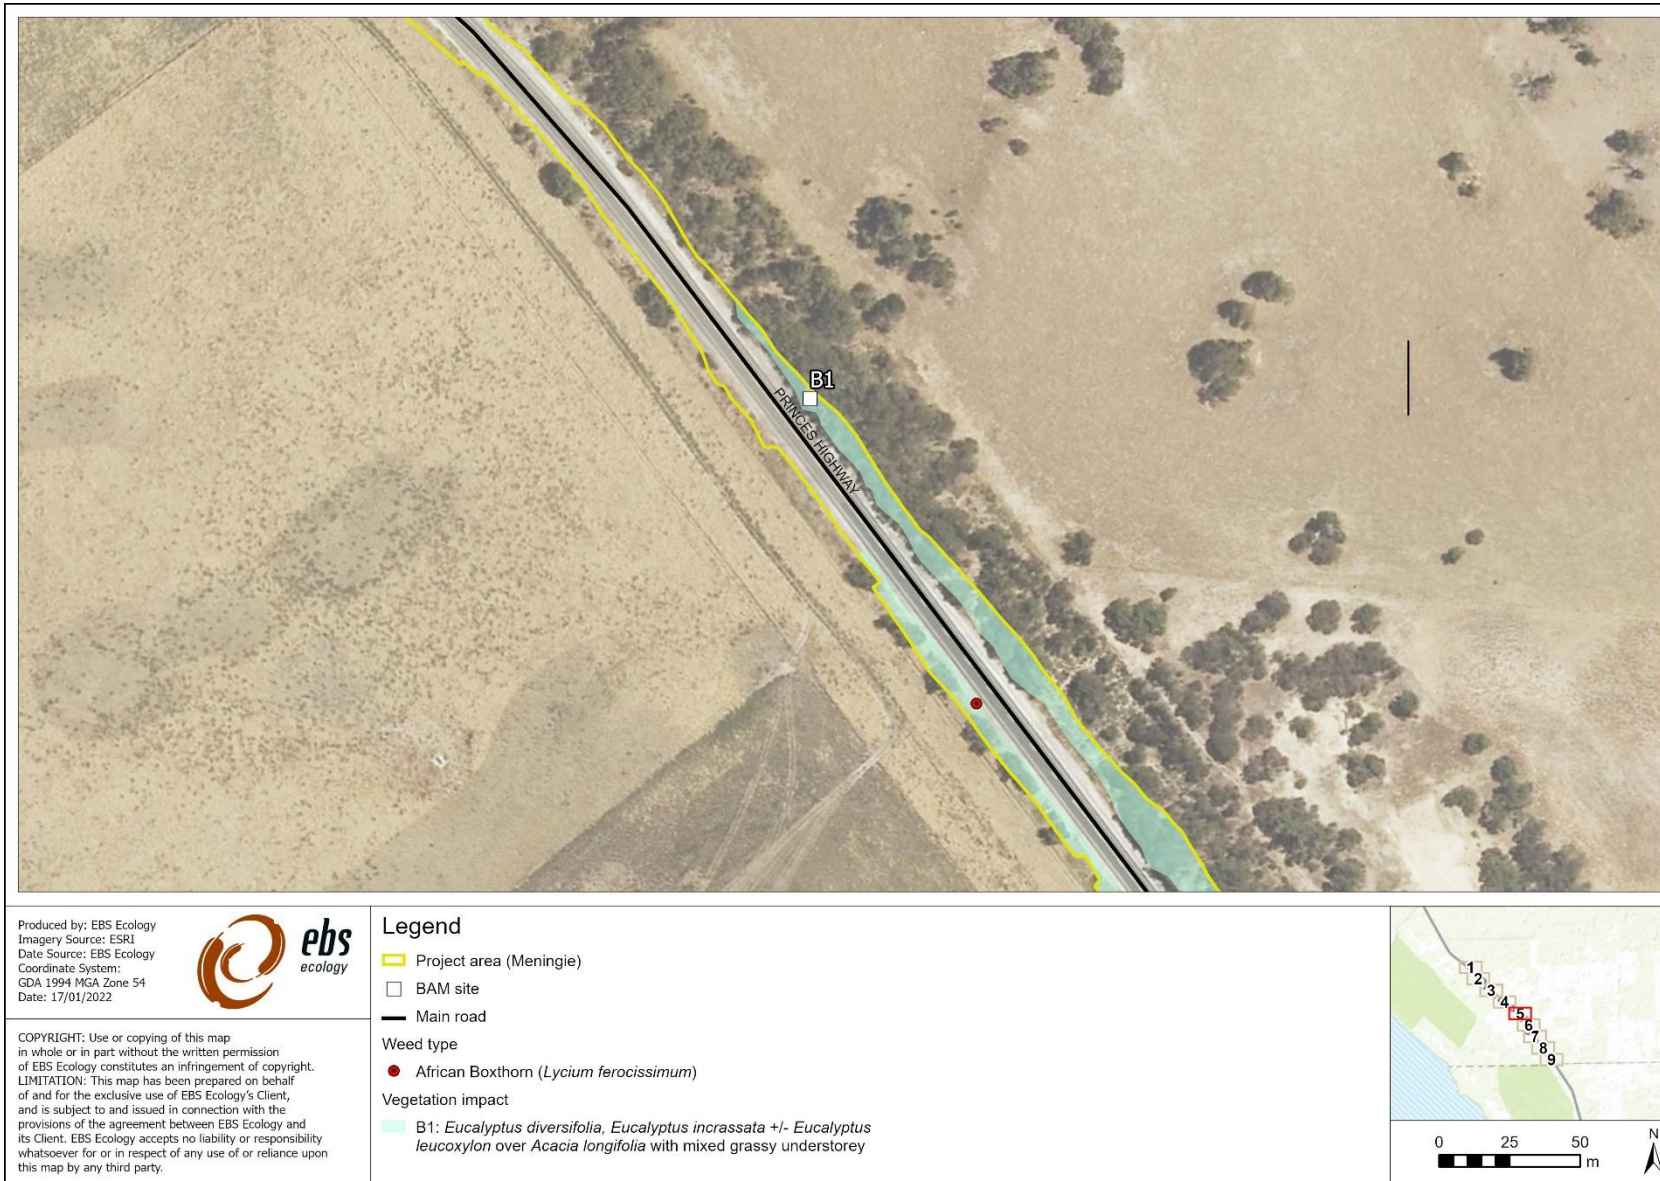 B1
PRINCES HIGHWAY
Produced by: EBS Ecology
Imagery Source: ESRI
Date Source: EBS Ecology
Coordinate System:
GDA 1994 MGA Zone 54
Date: 17/01/2022
ebs
ecology
COPYRIGHT: Use or copying of this map
in whole or in part without the written permission
of EBS Ecology constitutes an infringement of copyright.
LIMITATION: This map has been prepared on behalf
of and for the exclusive use of EBS Ecology's Client,
and is subject to and issued in connection with the
provisions of the agreement between EBS Ecology and
its Client. EBS Ecology accepts no liability or responsibility
whatsoever for or in respect of any use of or reliance upon
this map by any third party.
Legend
Project area (Meningie)
BAM site
Main road
Weed type
African Boxthorn (Lycium ferocissimum)
Vegetation impact
B1: Eucalyptus diversifolia, Eucalyptus incrassata +/- Eucalyptus
leucoxylon over Acacia longifolia with mixed grassy understorey
1
2
3
4
5
6
7
8
9
0 25 50
m
N